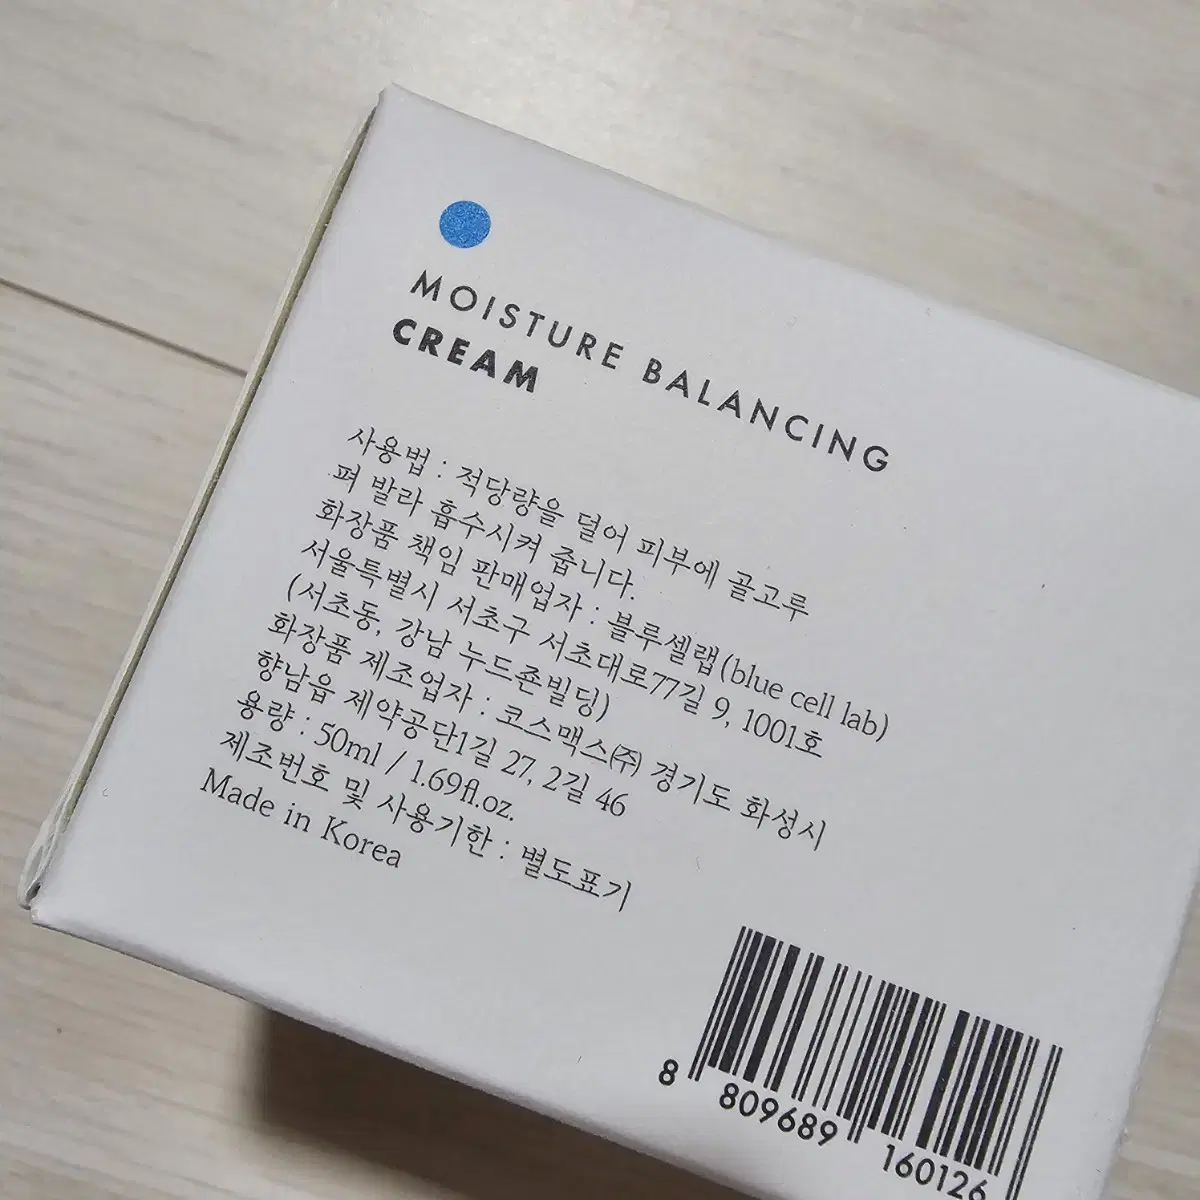 MOISTURE BALANCING
CREAM
사용법 : 적당량을 덜어 피부에 골고루
펴 발라 흡수시켜 줍니다.
화장품 책임 판매업자 : 블루셀랩(blue cell lab)
서울특별시 서초구 서초대로77길 9, 1001호
(서초동, 강남 누드죤빌딩)
화장품 제조업자 : 코스맥스㈜ 경기도 화성시
향남읍 제약공단1길 27, 2길 46
용량 : 50ml / 1.69fl.oz.
제조번호 및 사용기한 : 별도표기
Made in Korea
8 809689 160126